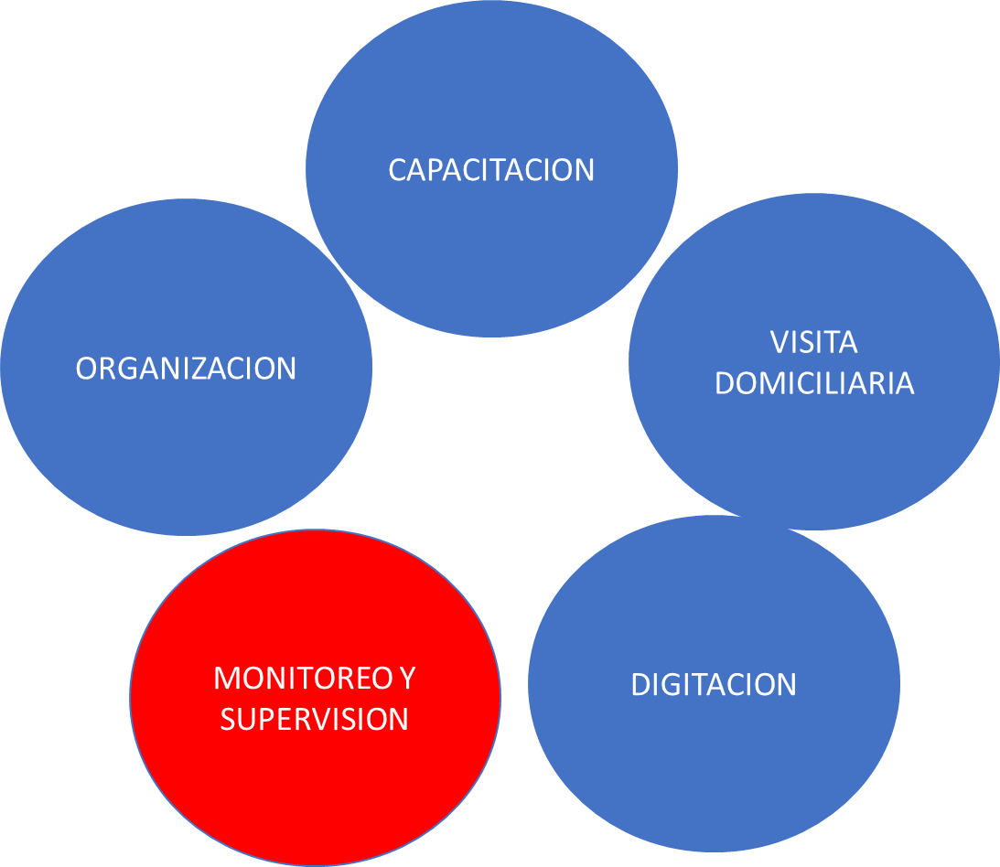 CAPACITACION
ORGANIZACION
VISITA
DOMICILIARIA
MONITOREO Y
SUPERVISION
DIGITACION